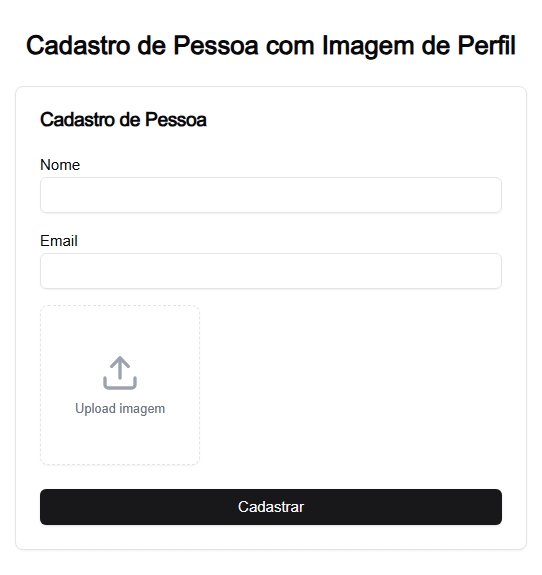 Cadastro de Pessoa com Imagem de Perfil
Cadastro de Pessoa
Nome
Email
Upload imagem
Cadastrar